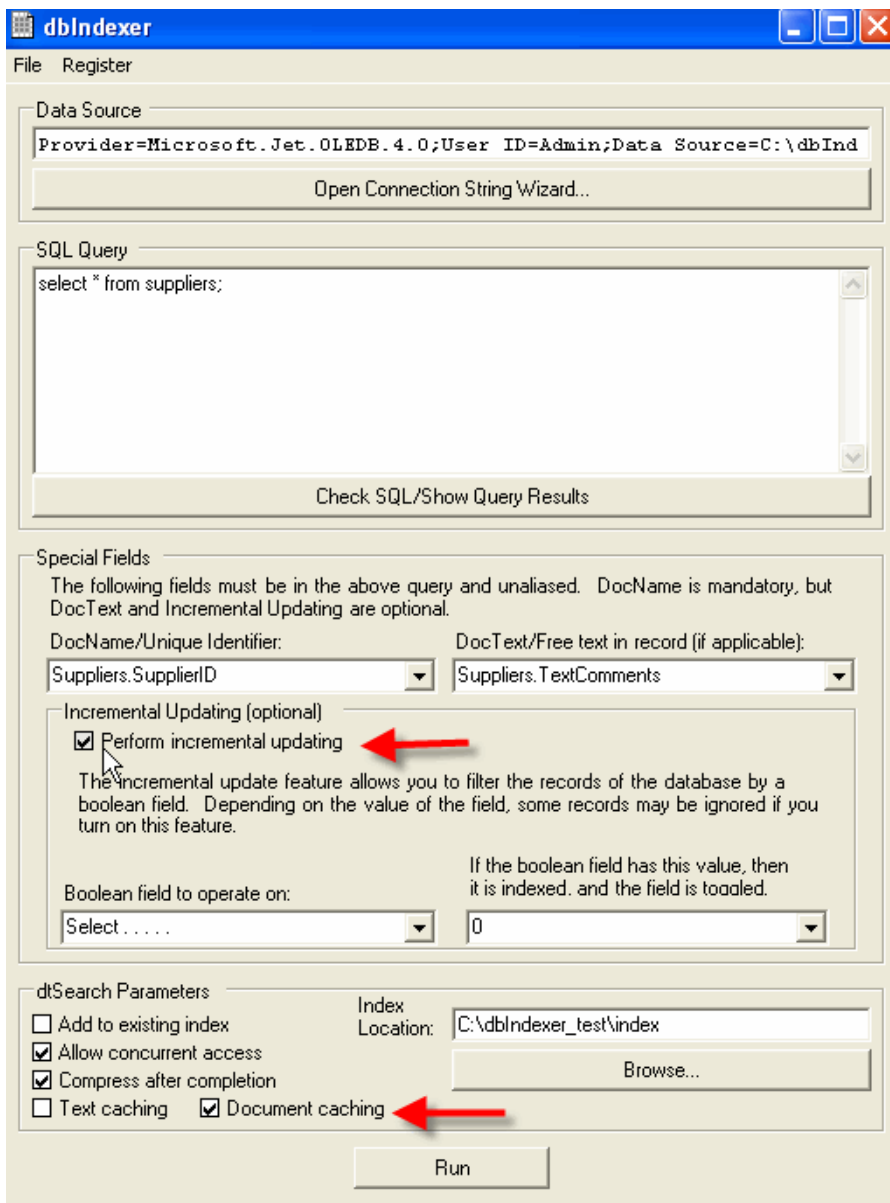 dbIndexer
File Register
Data Source
Provider=Microsoft.Jet.OLEDB.4.0;User ID=Admin;Data Source=C:\dbInd
Open Connection String Wizard...
SQL Query
select * from suppliers;
Check SQL/Show Query Results
Special Fields
The following fields must be in the above query and unaliased. DocName is mandatory, but
DocText and Incremental Updating are optional.
DocName/Unique Identifier:
DocText/Free text in record (if applicable):
Suppliers.SupplierID
Suppliers.TextComments
Incremental Updating (optional)
Perform incremental updating
The incremental update feature allows you to filter the records of the database by a
boolean field. Depending on the value of the field, some records may be ignored if you
turn on this feature.
If the boolean field has this value, then
it is indexed, and the field is toggled.
Boolean field to operate on:
Select . . . . .
0
dtSearch Parameters
Add to existing index
Index
Location:
C:\dbIndexer_test\index
Allow concurrent access
Browse...
Compress after completion
Text caching
Document caching
Run